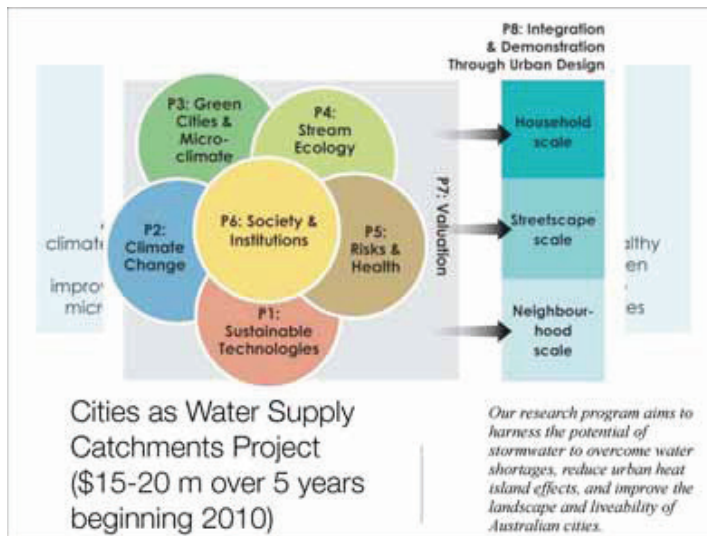 P8: Integration
& Demonstration
Through Urban Design
P3: Green
Cities &
Micro-
climate
P4:
Stream
Ecology
Household
scale
P2:
Climate
Change
P6: Society &
Institutions
P5:
Risks &
Health
P7: Valuation
Streetscape
scale
P1:
Sustainable
Technologies
Neighbour-
hood
scale
Cities as Water Supply
Catchments Project
($15-20 m over 5 years
beginning 2010)
Our research program aims to
harness the potential of
stormwater to overcome water
shortages, reduce urban heat
island effects, and improve the
landscape and liveability of
Australian cities.